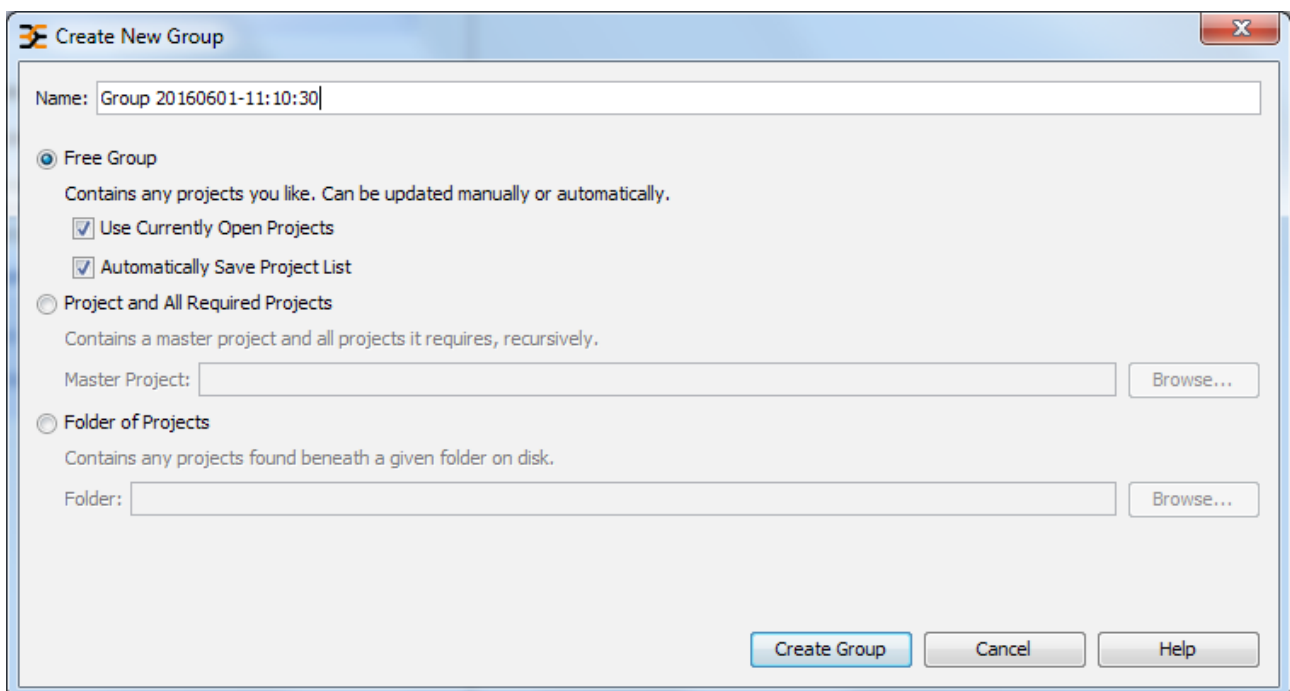 Create New Group
Name: Group 20160601-11:10:30
Free Group
Contains any projects you like. Can be updated manually or automatically.
Use Currently Open Projects
Automatically Save Project List
Project and All Required Projects
Contains a master project and all projects it requires, recursively.
Master Project: Browse...
Folder of Projects
Contains any projects found beneath a given folder on disk.
Folder: Browse...
Create Group Cancel Help